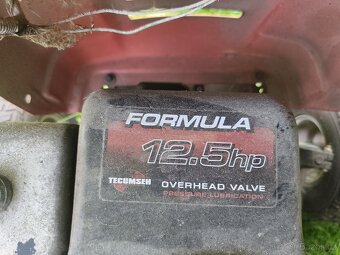 FORMULA
12.5hp
TECUMSEH
OVERHEAD VALVE
PRESSURE LUBRICATION